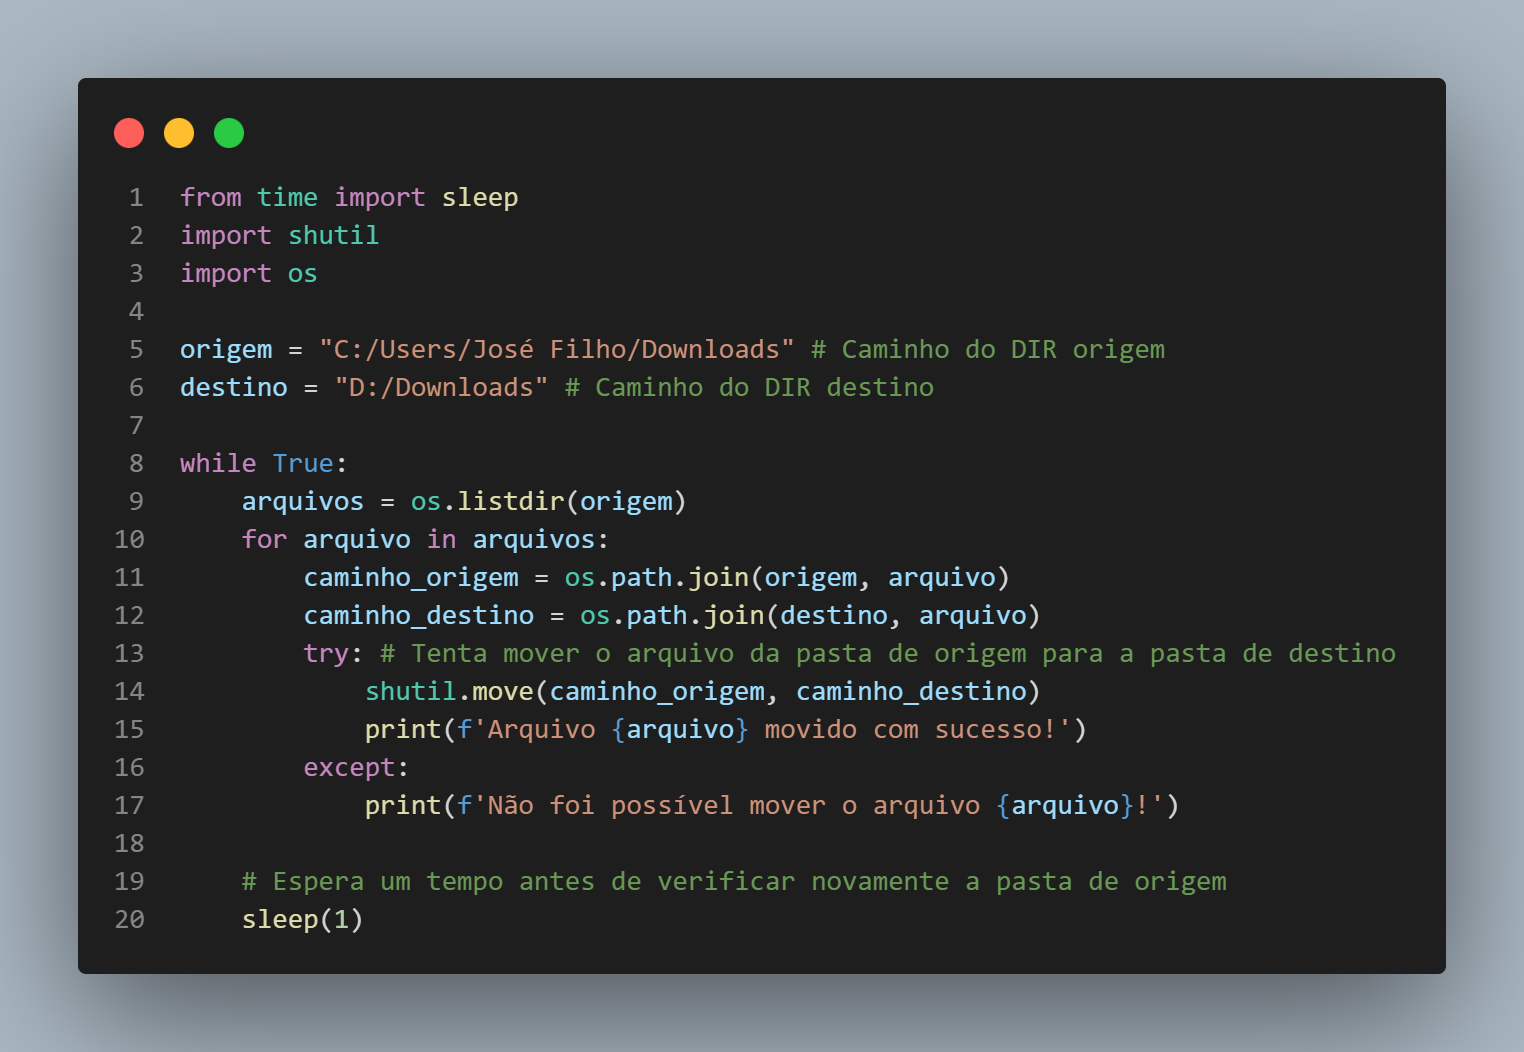 1 from time import sleep
2 import shutil
3 import os
4
5 origem = "C:/Users/José Filho/Downloads" # Caminho do DIR origem
6 destino = "D:/Downloads" # Caminho do DIR destino
7
8 while True:
9     arquivos = os.listdir(origem)
10     for arquivo in arquivos:
11         caminho_origem = os.path.join(origem, arquivo)
12         caminho_destino = os.path.join(destino, arquivo)
13         try: # Tenta mover o arquivo da pasta de origem para a pasta de destino
14             shutil.move(caminho_origem, caminho_destino)
15             print(f'Arquivo {arquivo} movido com sucesso!')
16         except:
17             print(f'Não foi possível mover o arquivo {arquivo}!')
18
19     # Espera um tempo antes de verificar novamente a pasta de origem
20     sleep(1)